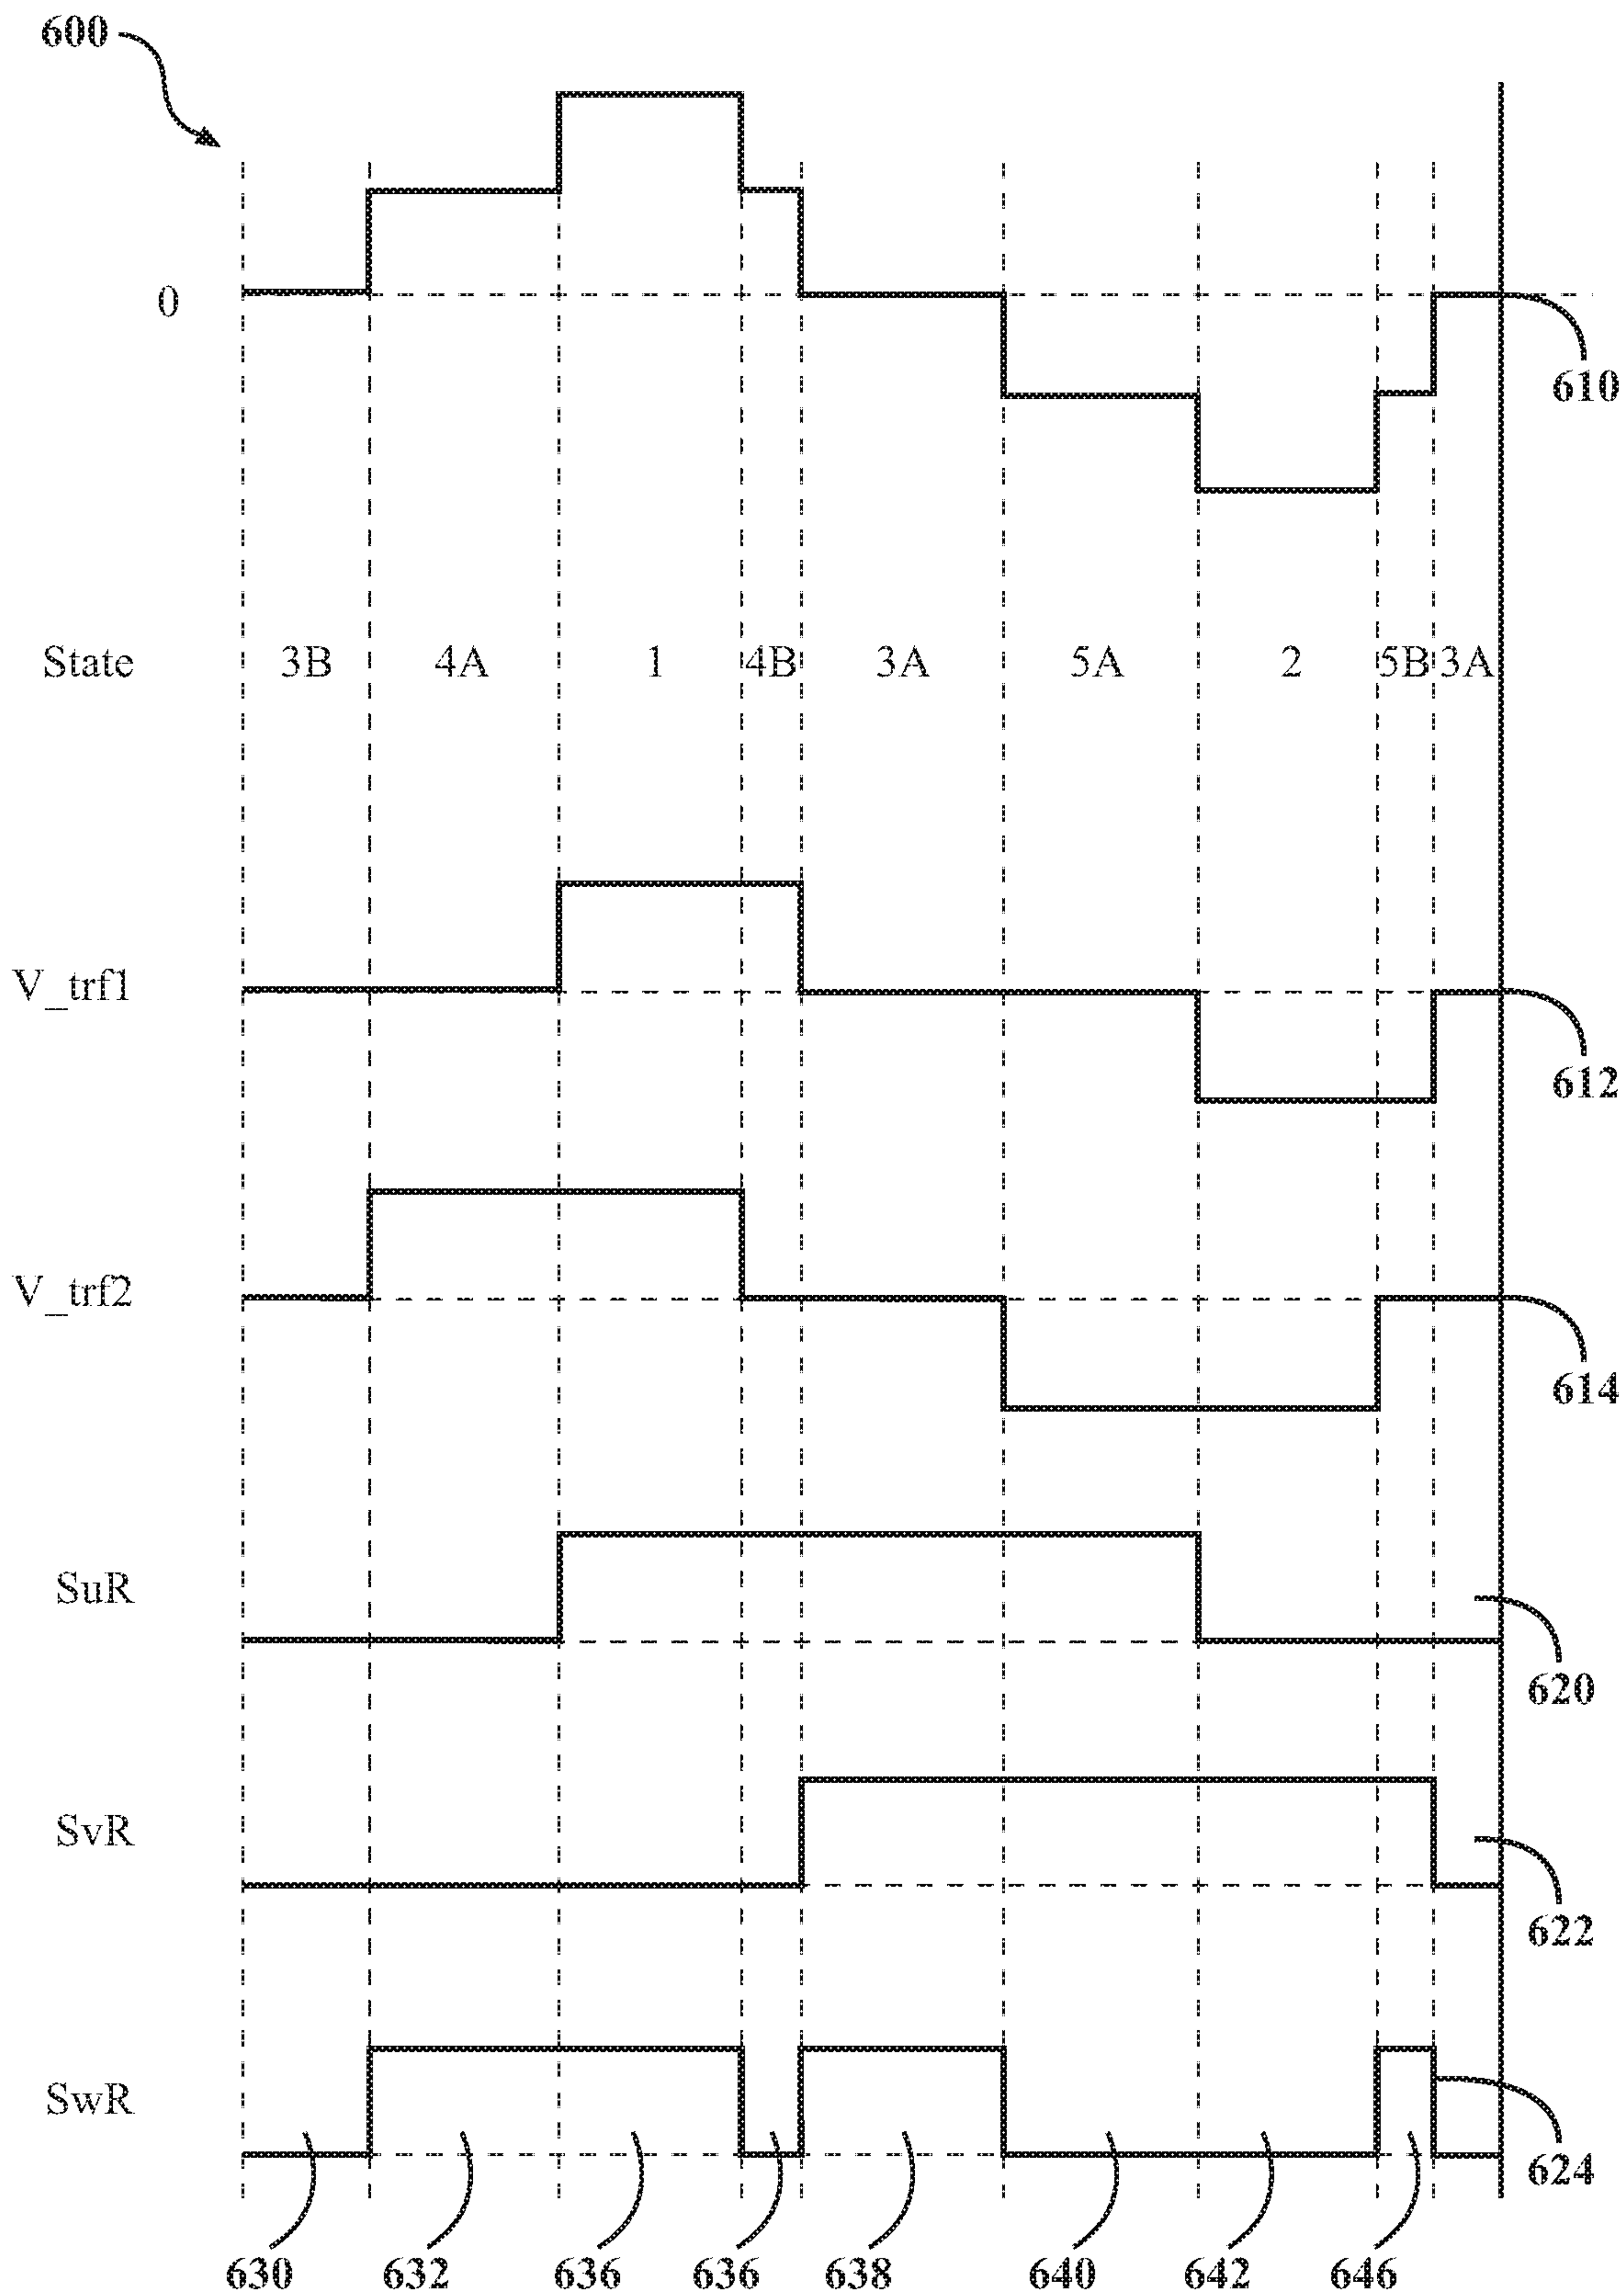 600
0
610
State 3B 4A 1 4B 3A 5A 2 5B 3A
V_trf1
612
V_trf2
614
SuR
620
SvR
622
SwR
624
630 632 636 636 638 640 642 646